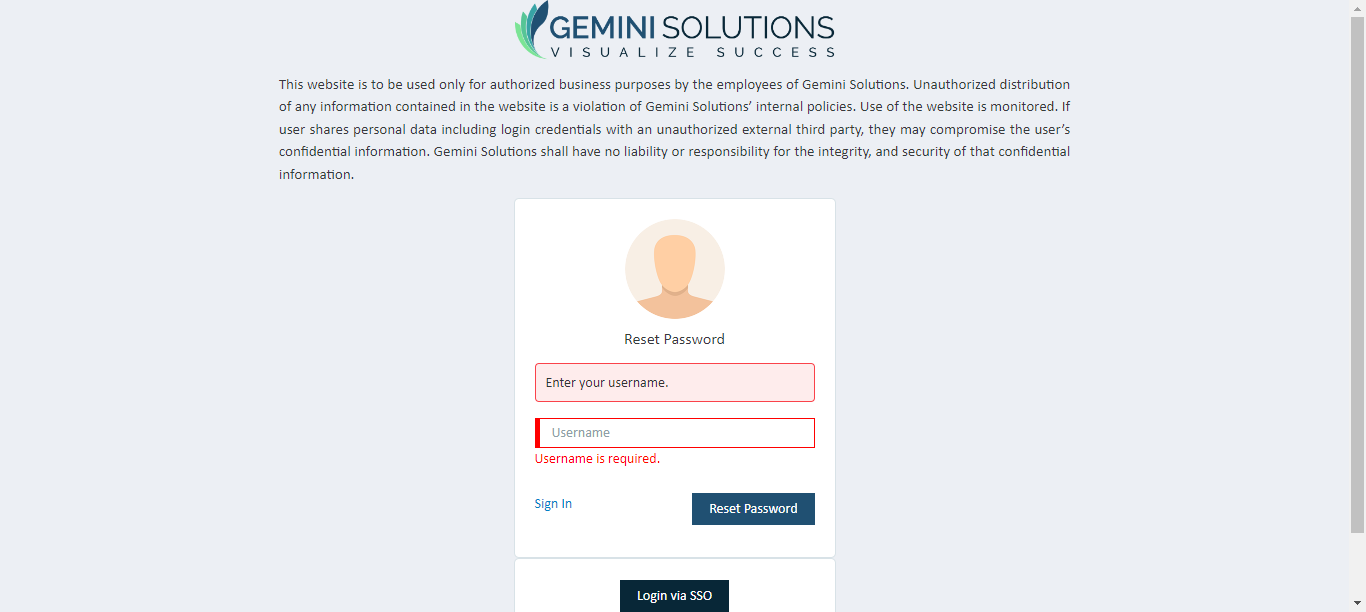 GEMINI SOLUTIONS
VISUALIZE SUCCESS
This website is to be used only for authorized business purposes by the employees of Gemini Solutions. Unauthorized distribution
of any information contained in the website is a violation of Gemini Solutions’ internal policies. Use of the website is monitored. If
user shares personal data including login credentials with an unauthorized external third party, they may compromise the user’s
confidential information. Gemini Solutions shall have no liability or responsibility for the integrity, and security of that confidential
information.
Reset Password
Enter your username.
Username
Username is required.
Sign In
Reset Password
Login via SSO